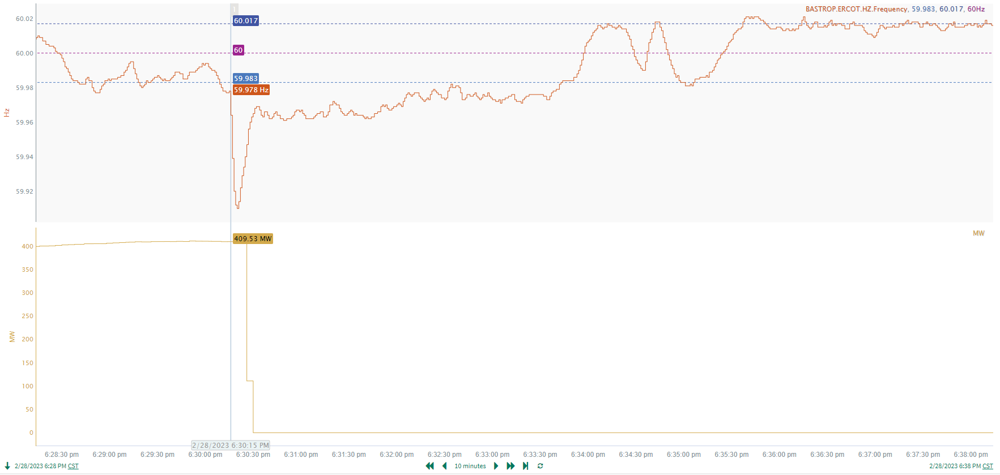 1
BASTROP.ERCOT.HZ.Frequency, 59.983, 60.017, 60Hz
60.02
60.017
60.00
60
59.983
59.98
59.978 Hz
Hz
59.96
59.94
59.92
409.53 MW
MW
400
350
300
250
MW
200
150
100
50
0
2/28/2023 6:30:15 PM
6:28:30 pm 6:29:00 pm 6:29:30 pm 6:30:00 pm 6:30:30 pm 6:31:00 pm 6:31:30 pm 6:32:00 pm 6:32:30 pm 6:33:00 pm 6:33:30 pm 6:34:00 pm 6:34:30 pm 6:35:00 pm 6:35:30 pm 6:36:00 pm 6:36:30 pm 6:37:00 pm 6:37:30 pm 6:38:00 pm
2/28/2023 6:28 PM CST 10 minutes 2/28/2023 6:38 PM CST